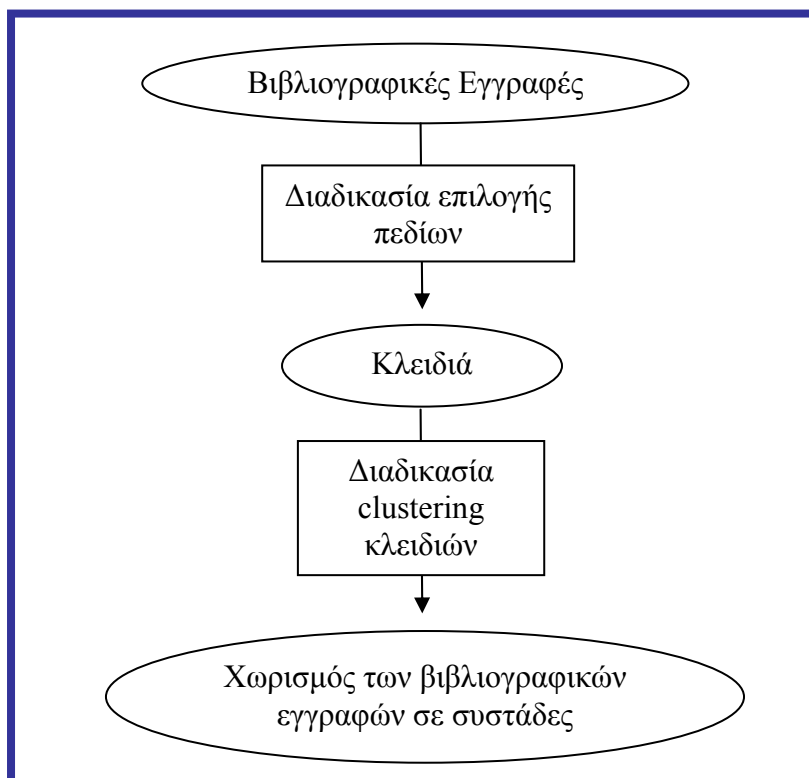 Βιβλιογραφικές Εγγραφές
Διαδικασία επιλογής
πεδίων
Κλειδιά
Διαδικασία
clustering
κλειδιών
Χωρισμός των βιβλιογραφικών
εγγραφών σε συστάδες